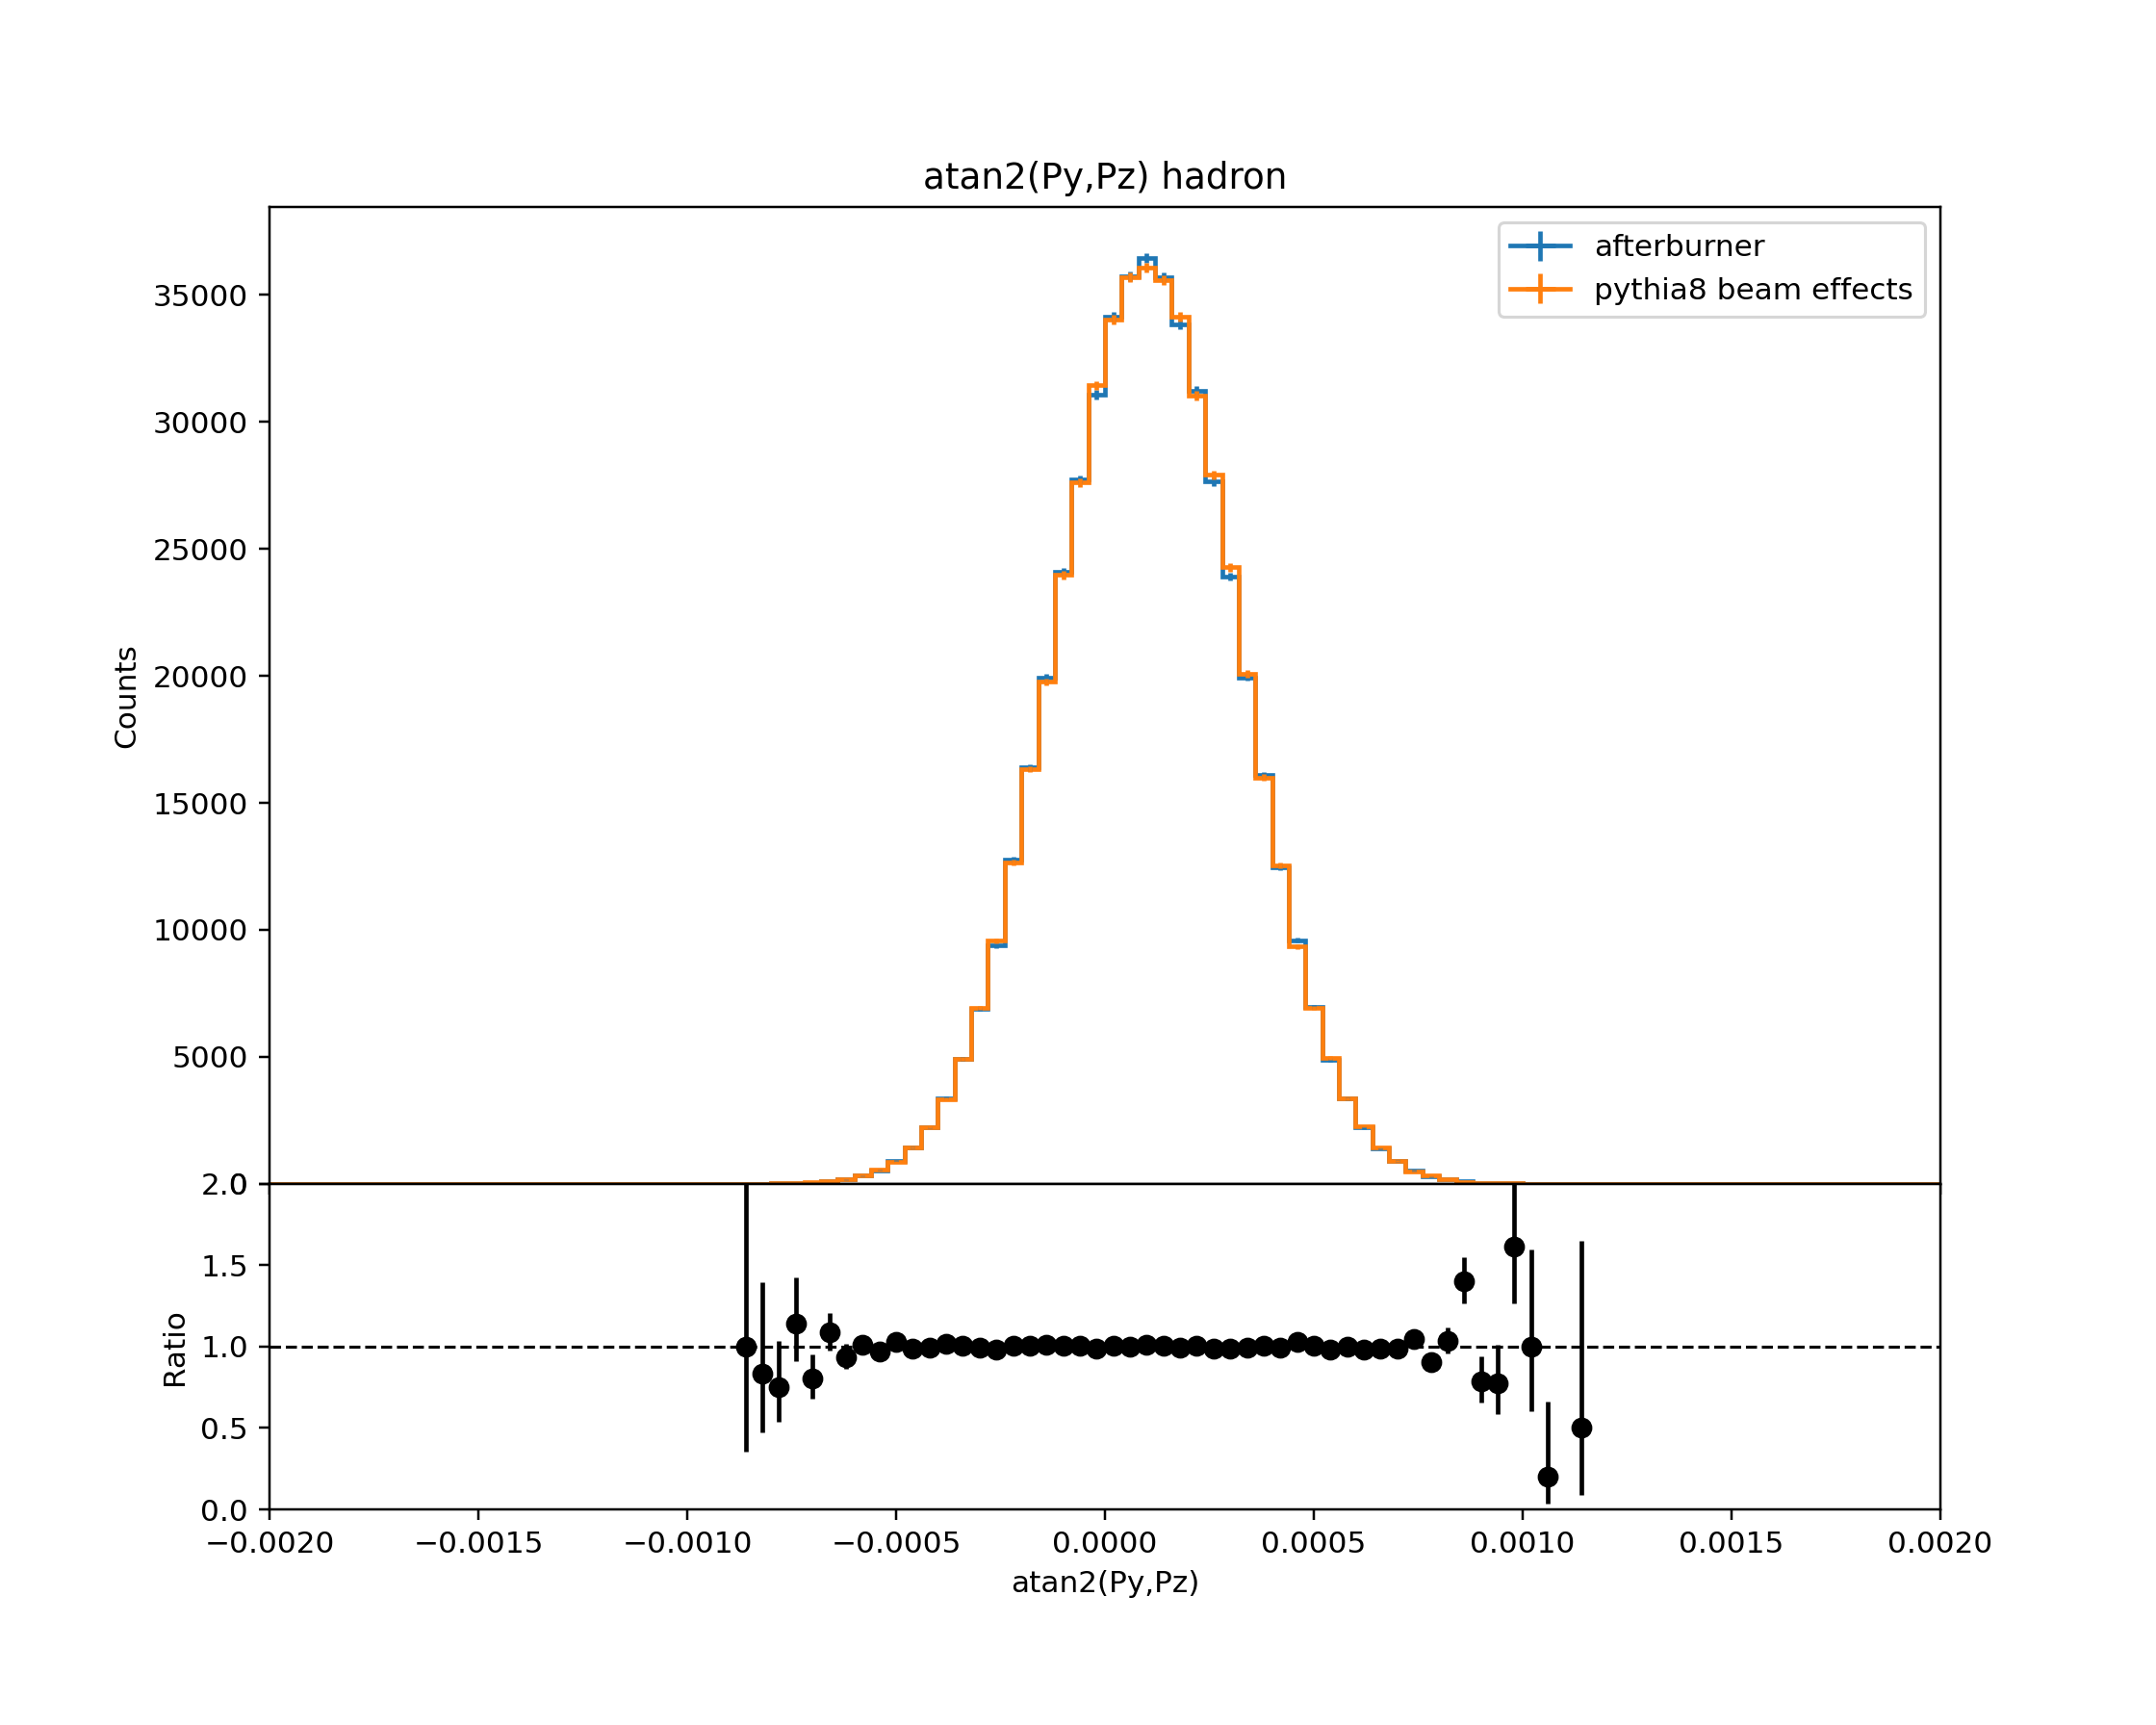 atan2(Py,Pz) hadron
afterburner
pythia8 beam effects
Counts
35000
30000
25000
20000
15000
10000
5000
2.0
1.5
1.0
0.5
0.0
Ratio
−0.0020 −0.0015 −0.0010 −0.0005 0.0000 0.0005 0.0010 0.0015 0.0020
atan2(Py,Pz)